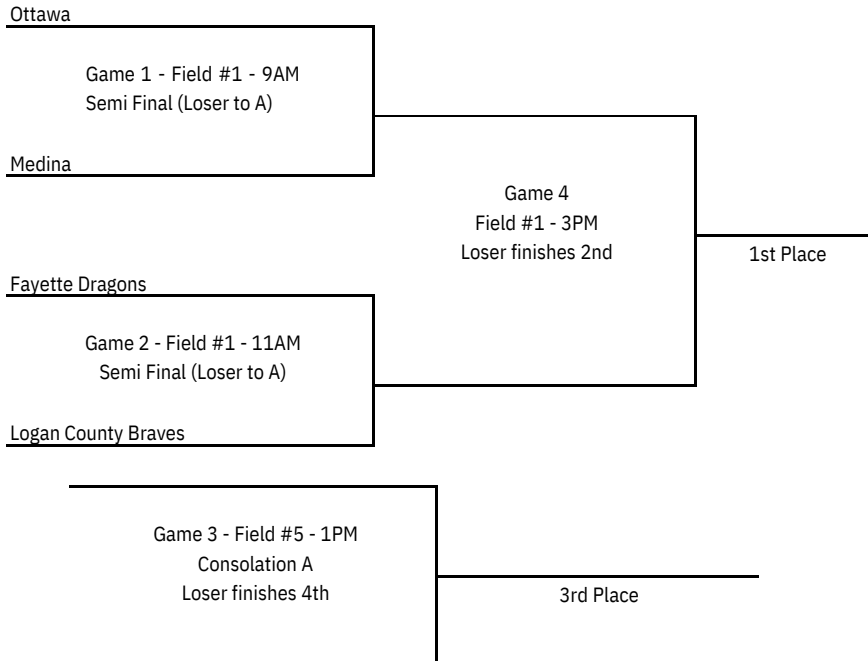 Ottawa
Game 1 - Field #1 - 9AM
Semi Final (Loser to A)
Medina
Game 4
Field #1 - 3PM
Loser finishes 2nd
1st Place
Fayette Dragons
Game 2 - Field #1 - 11AM
Semi Final (Loser to A)
Logan County Braves
Game 3 - Field #5 - 1PM
Consolation A
Loser finishes 4th
3rd Place